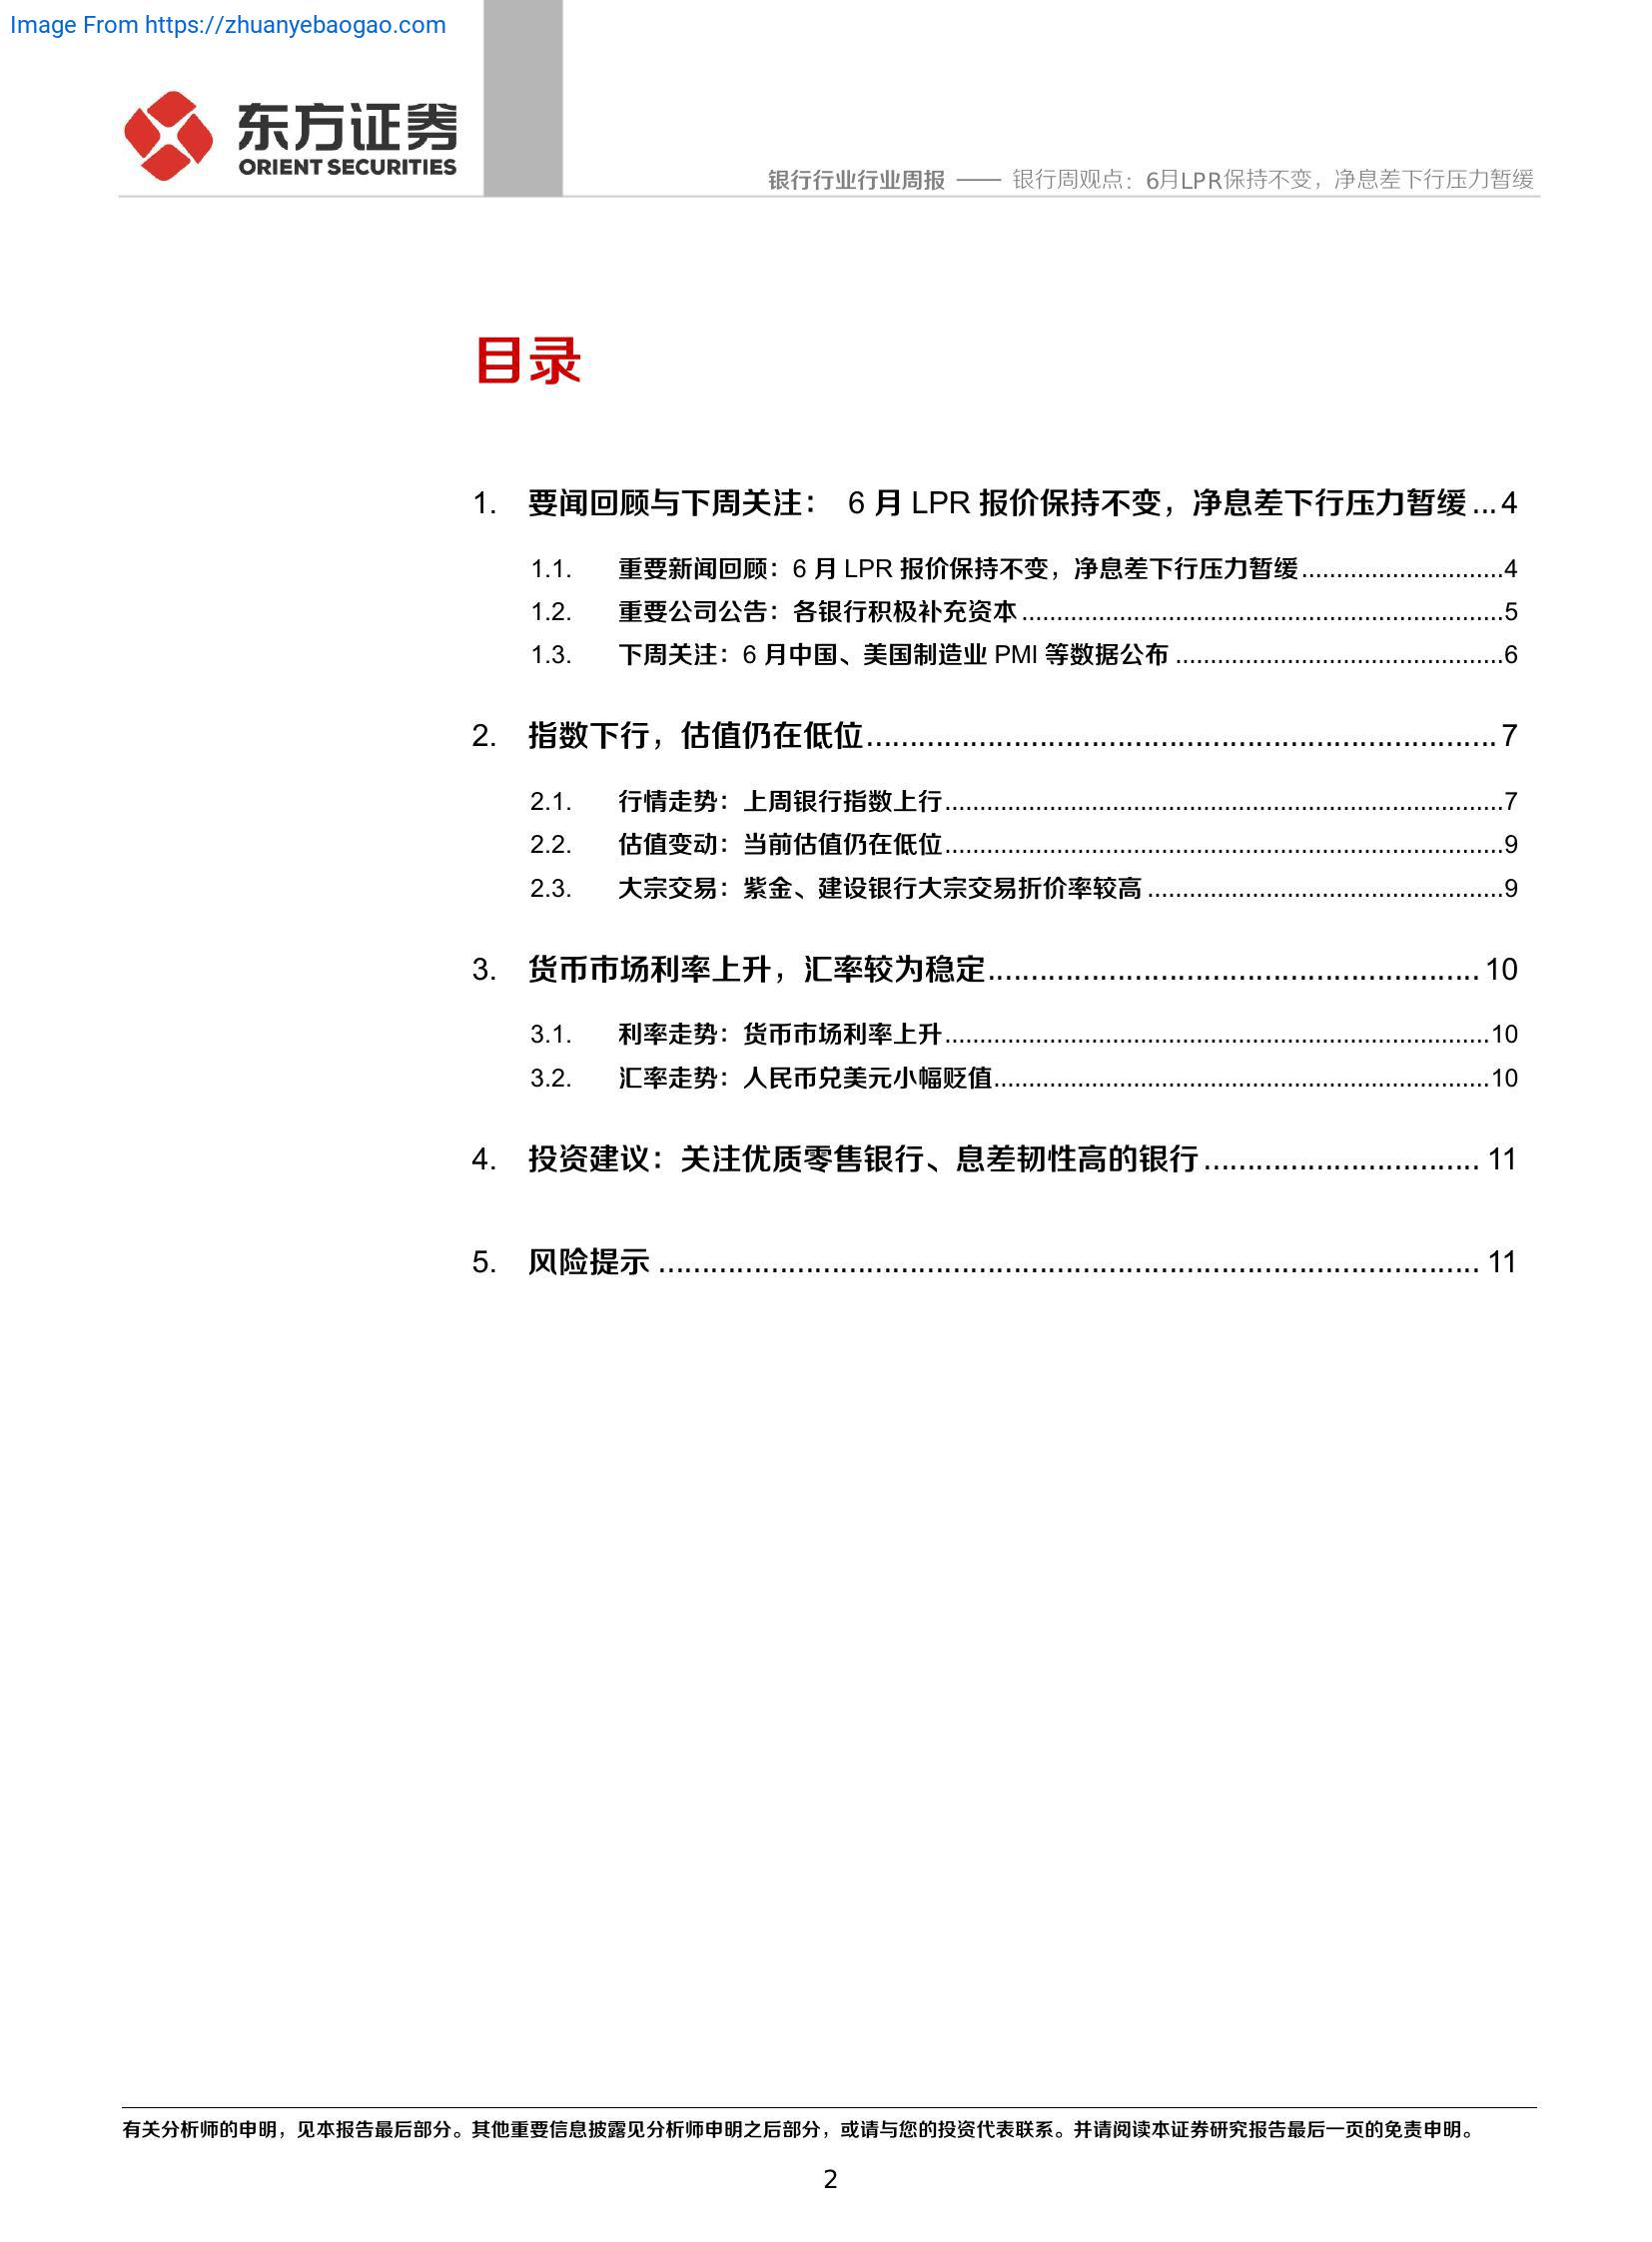 Image From https://zhuanyebaogao.com
东方证券
ORIENT SECURITIES
银行行业行业周报 —— 银行周观点：6月LPR保持不变，净息差下行压力暂缓
目录
1. 要闻回顾与下周关注： 6 月 LPR 报价保持不变，净息差下行压力暂缓 ... 4
1.1. 重要新闻回顾：6 月 LPR 报价保持不变，净息差下行压力暂缓.............................4
1.2. 重要公司公告：各银行积极补充资本.....................................................................5
1.3. 下周关注：6 月中国、美国制造业 PMI 等数据公布 ...............................................6
2. 指数下行，估值仍在低位......................................................................... 7
2.1. 行情走势：上周银行指数上行................................................................................7
2.2. 估值变动：当前估值仍在低位................................................................................9
2.3. 大宗交易：紫金、建设银行大宗交易折价率较高 ...................................................9
3. 货币市场利率上升，汇率较为稳定......................................................... 10
3.1. 利率走势：货币市场利率上升..............................................................................10
3.2. 汇率走势：人民币兑美元小幅贬值.......................................................................10
4. 投资建议：关注优质零售银行、息差韧性高的银行................................ 11
5. 风险提示 ............................................................................................... 11
有关分析师的申明，见本报告最后部分。其他重要信息披露见分析师申明之后部分，或请与您的投资代表联系。并请阅读本证券研究报告最后一页的免责申明。
2